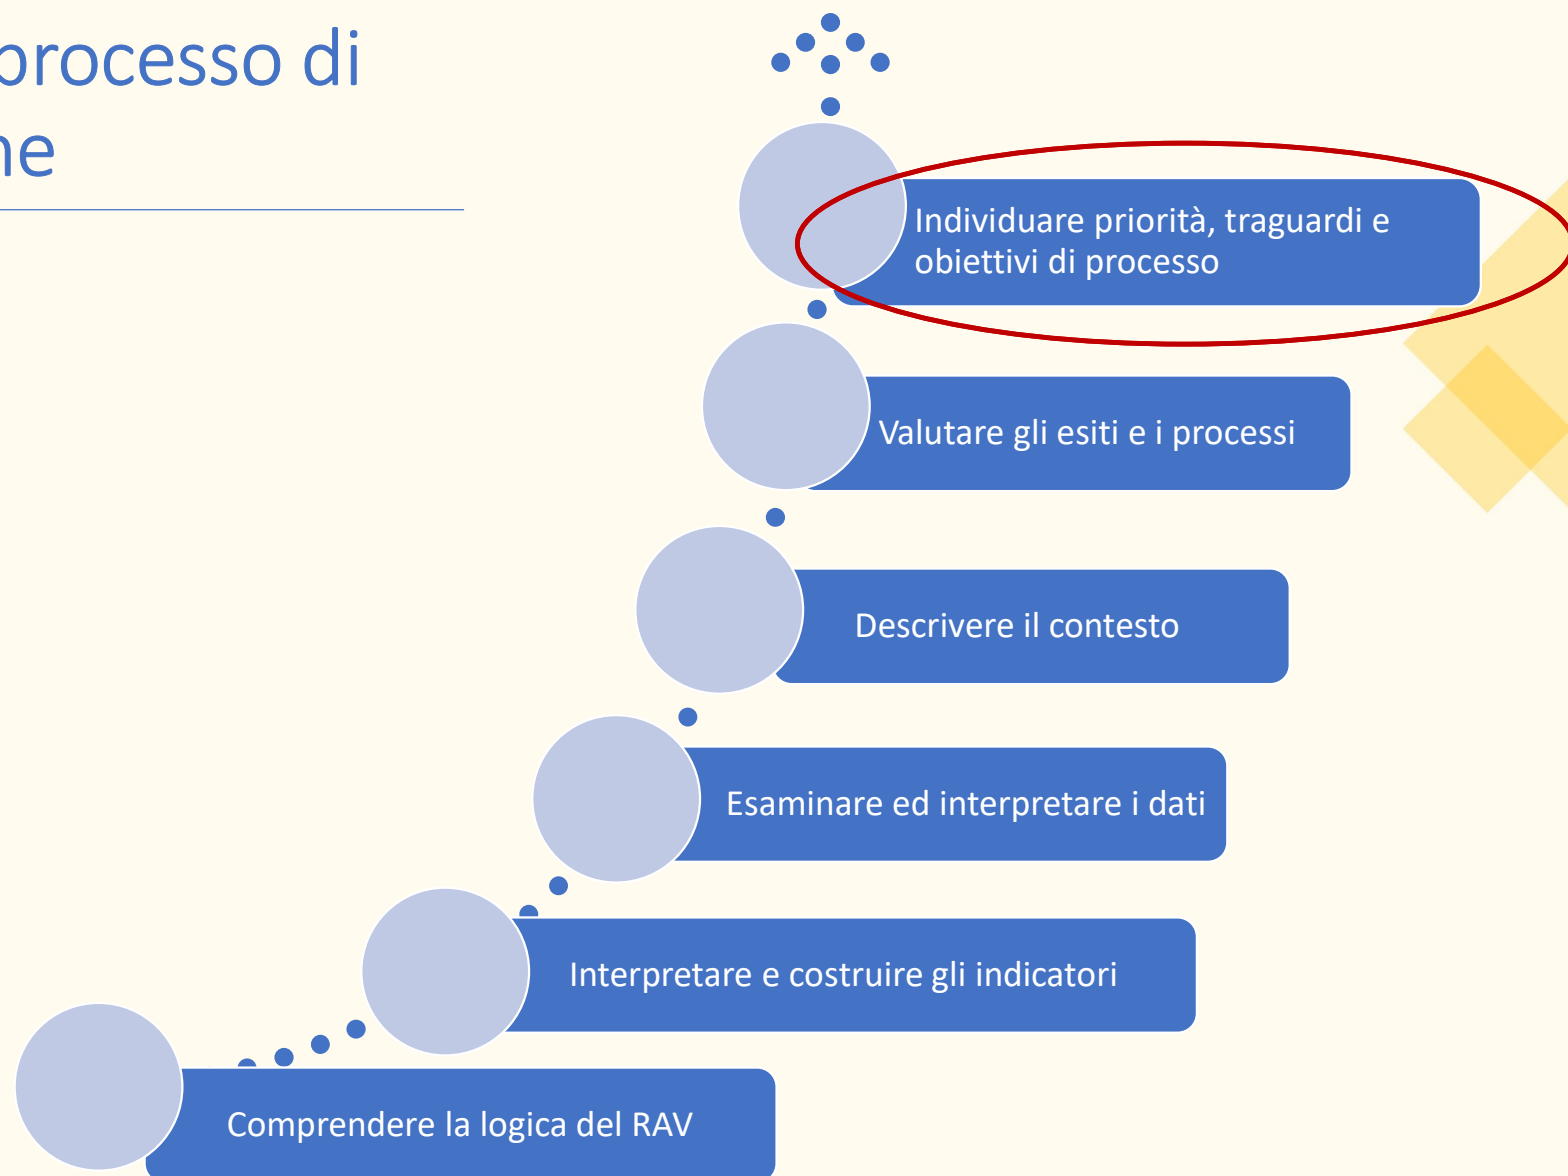 processo di
ne
Individuare priorità, traguardi e
obiettivi di processo
Valutare gli esiti e i processi
Descrivere il contesto
Esaminare ed interpretare i dati
Interpretare e costruire gli indicatori
Comprendere la logica del RAV